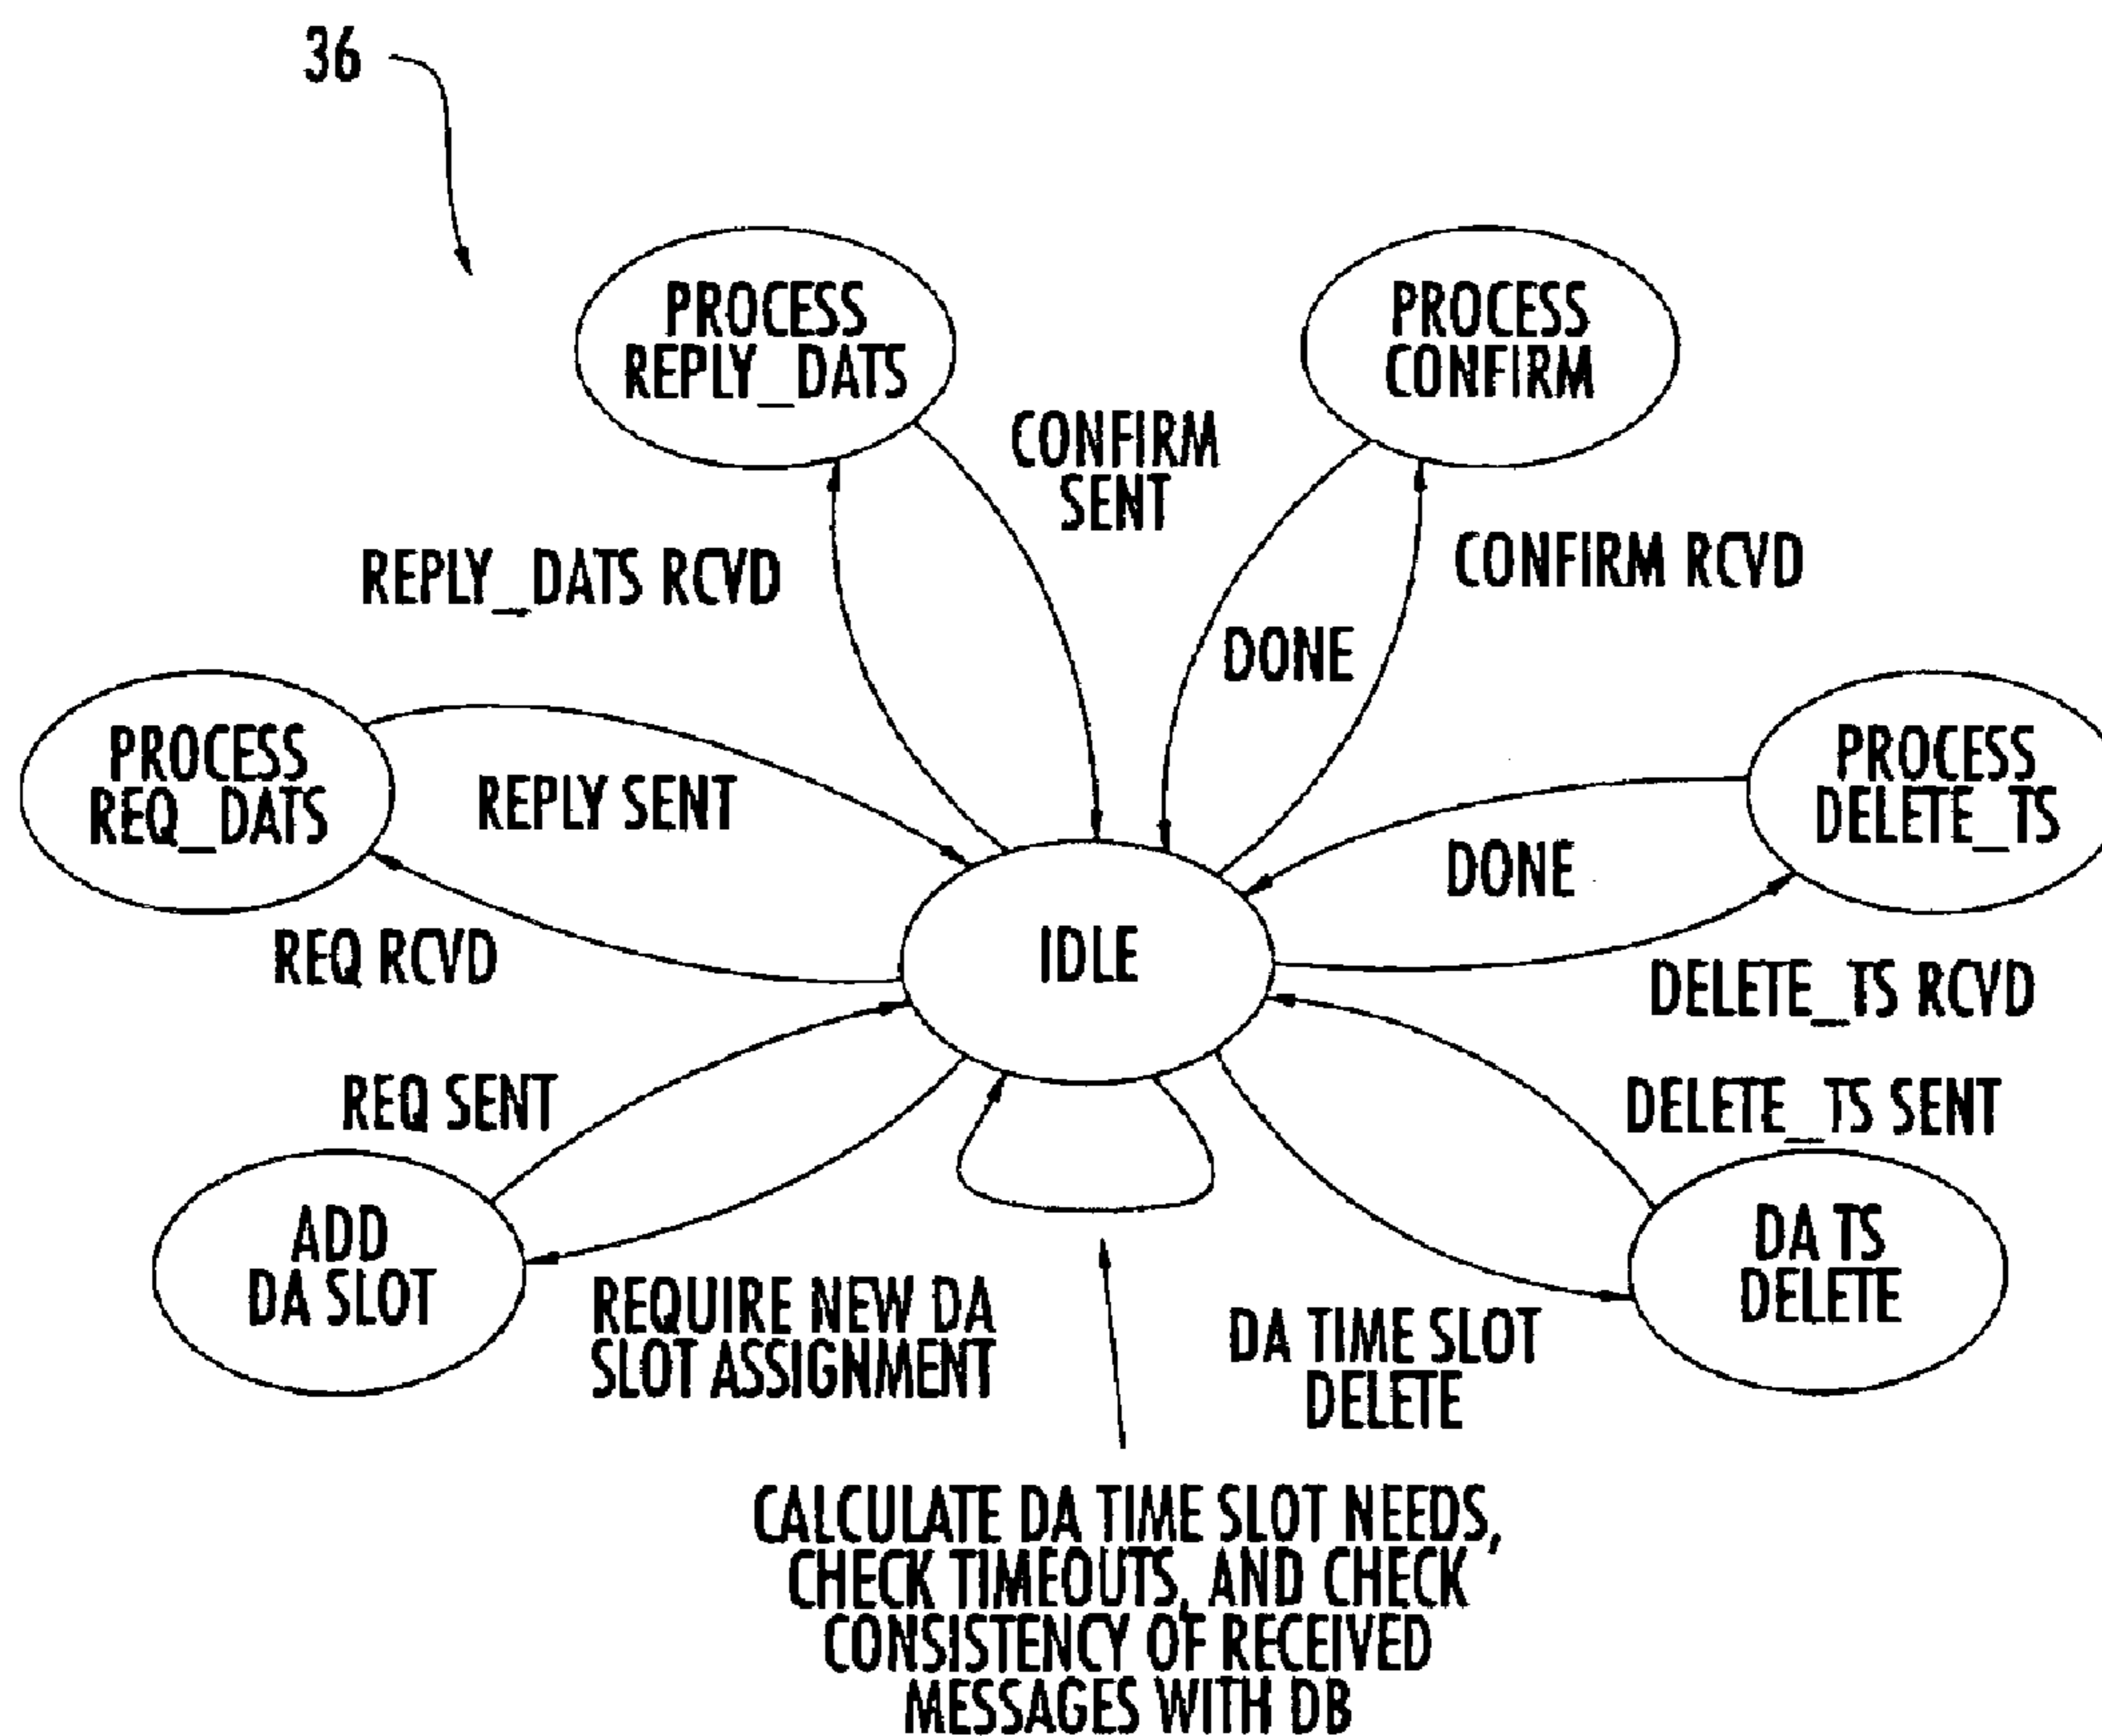 36
PROCESS
REPLY_DATS
PROCESS
CONFIRM
CONFIRM
SENT
REPLY_DATS RCVD
CONFIRM RCVD
DONE
PROCESS
REQ_DATS
REPLY SENT
PROCESS
DELETE_TS
DONE
REQ RCVD
IDLE
DELETE_TS RCVD
REQ SENT
DELETE_TS SENT
ADD
DA SLOT
DA TS
DELETE
REQUIRE NEW DA
SLOT ASSIGNMENT
DA TIME SLOT
DELETE
CALCULATE DA TIME SLOT NEEDS,
CHECK TIMEOUTS, AND CHECK
CONSISTENCY OF RECEIVED
MESSAGES WITH DB